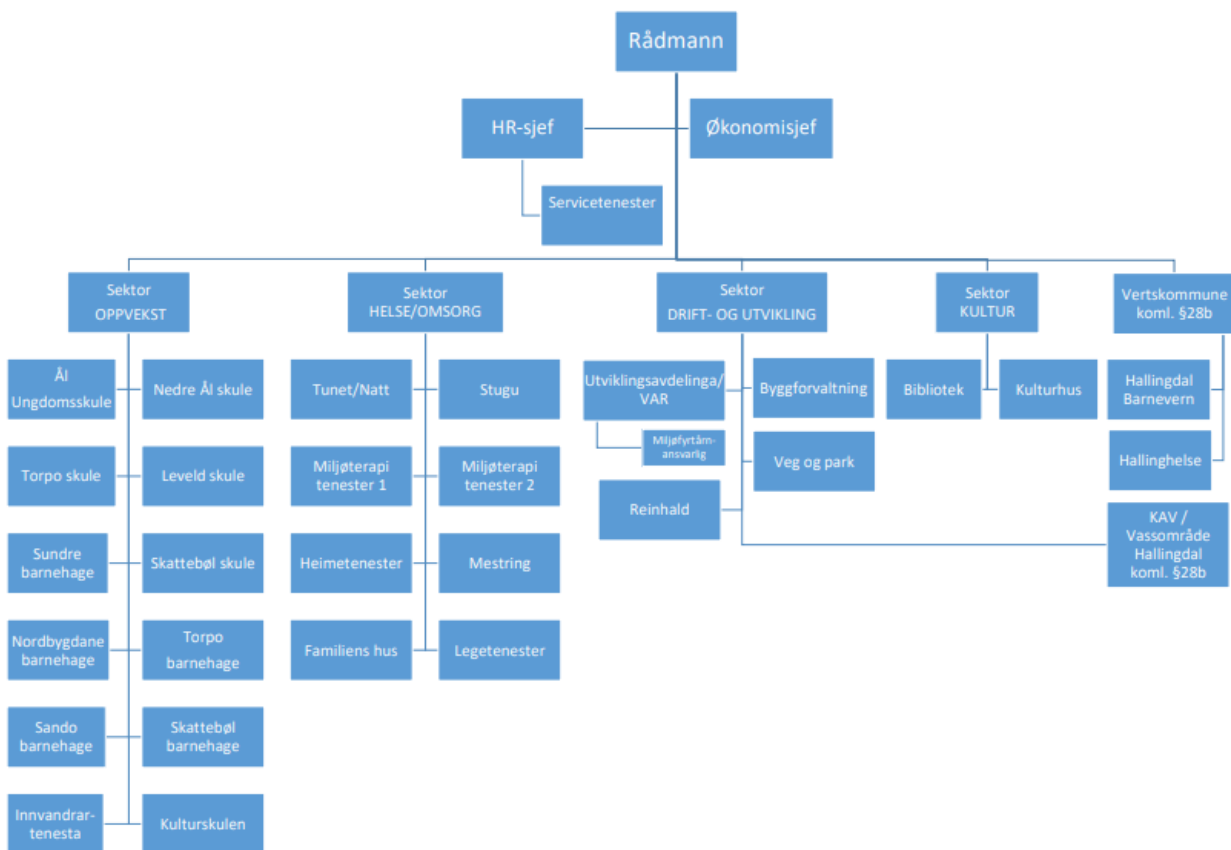 Rådmann
HR-sjef
Økonomisjef
Servicetenester
Sektor
OPPVEKST
Sektor
HELSE/OMSORG
Sektor
DRIFT- OG UTVIKLING
Sektor
KULTUR
Vertskommune
koml. §28b
Ål
Ungdomsskule
Nedre Ål skule
Torpo skule
Leveld skule
Sundre
barnehage
Skattebøl skule
Nordbygdane
barnehage
Torpo
barnehage
Sando
barnehage
Skattebøl
barnehage
Innvandrar-
tenesta
Kulturskulen
Tunet/Natt
Stugu
Miljøterapi
tenester 1
Miljøterapi
tenester 2
Heimetenester
Mestring
Familiens hus
Legetenester
Utviklingsavdelinga/
VAR
Byggforvaltning
Miljøfyrtårn-
ansvarlig
Veg og park
Reinhald
Bibliotek
Kulturhus
Hallingdal
Barnevern
Hallinghelse
KAV /
Vassområde
Hallingdal
koml. §28b